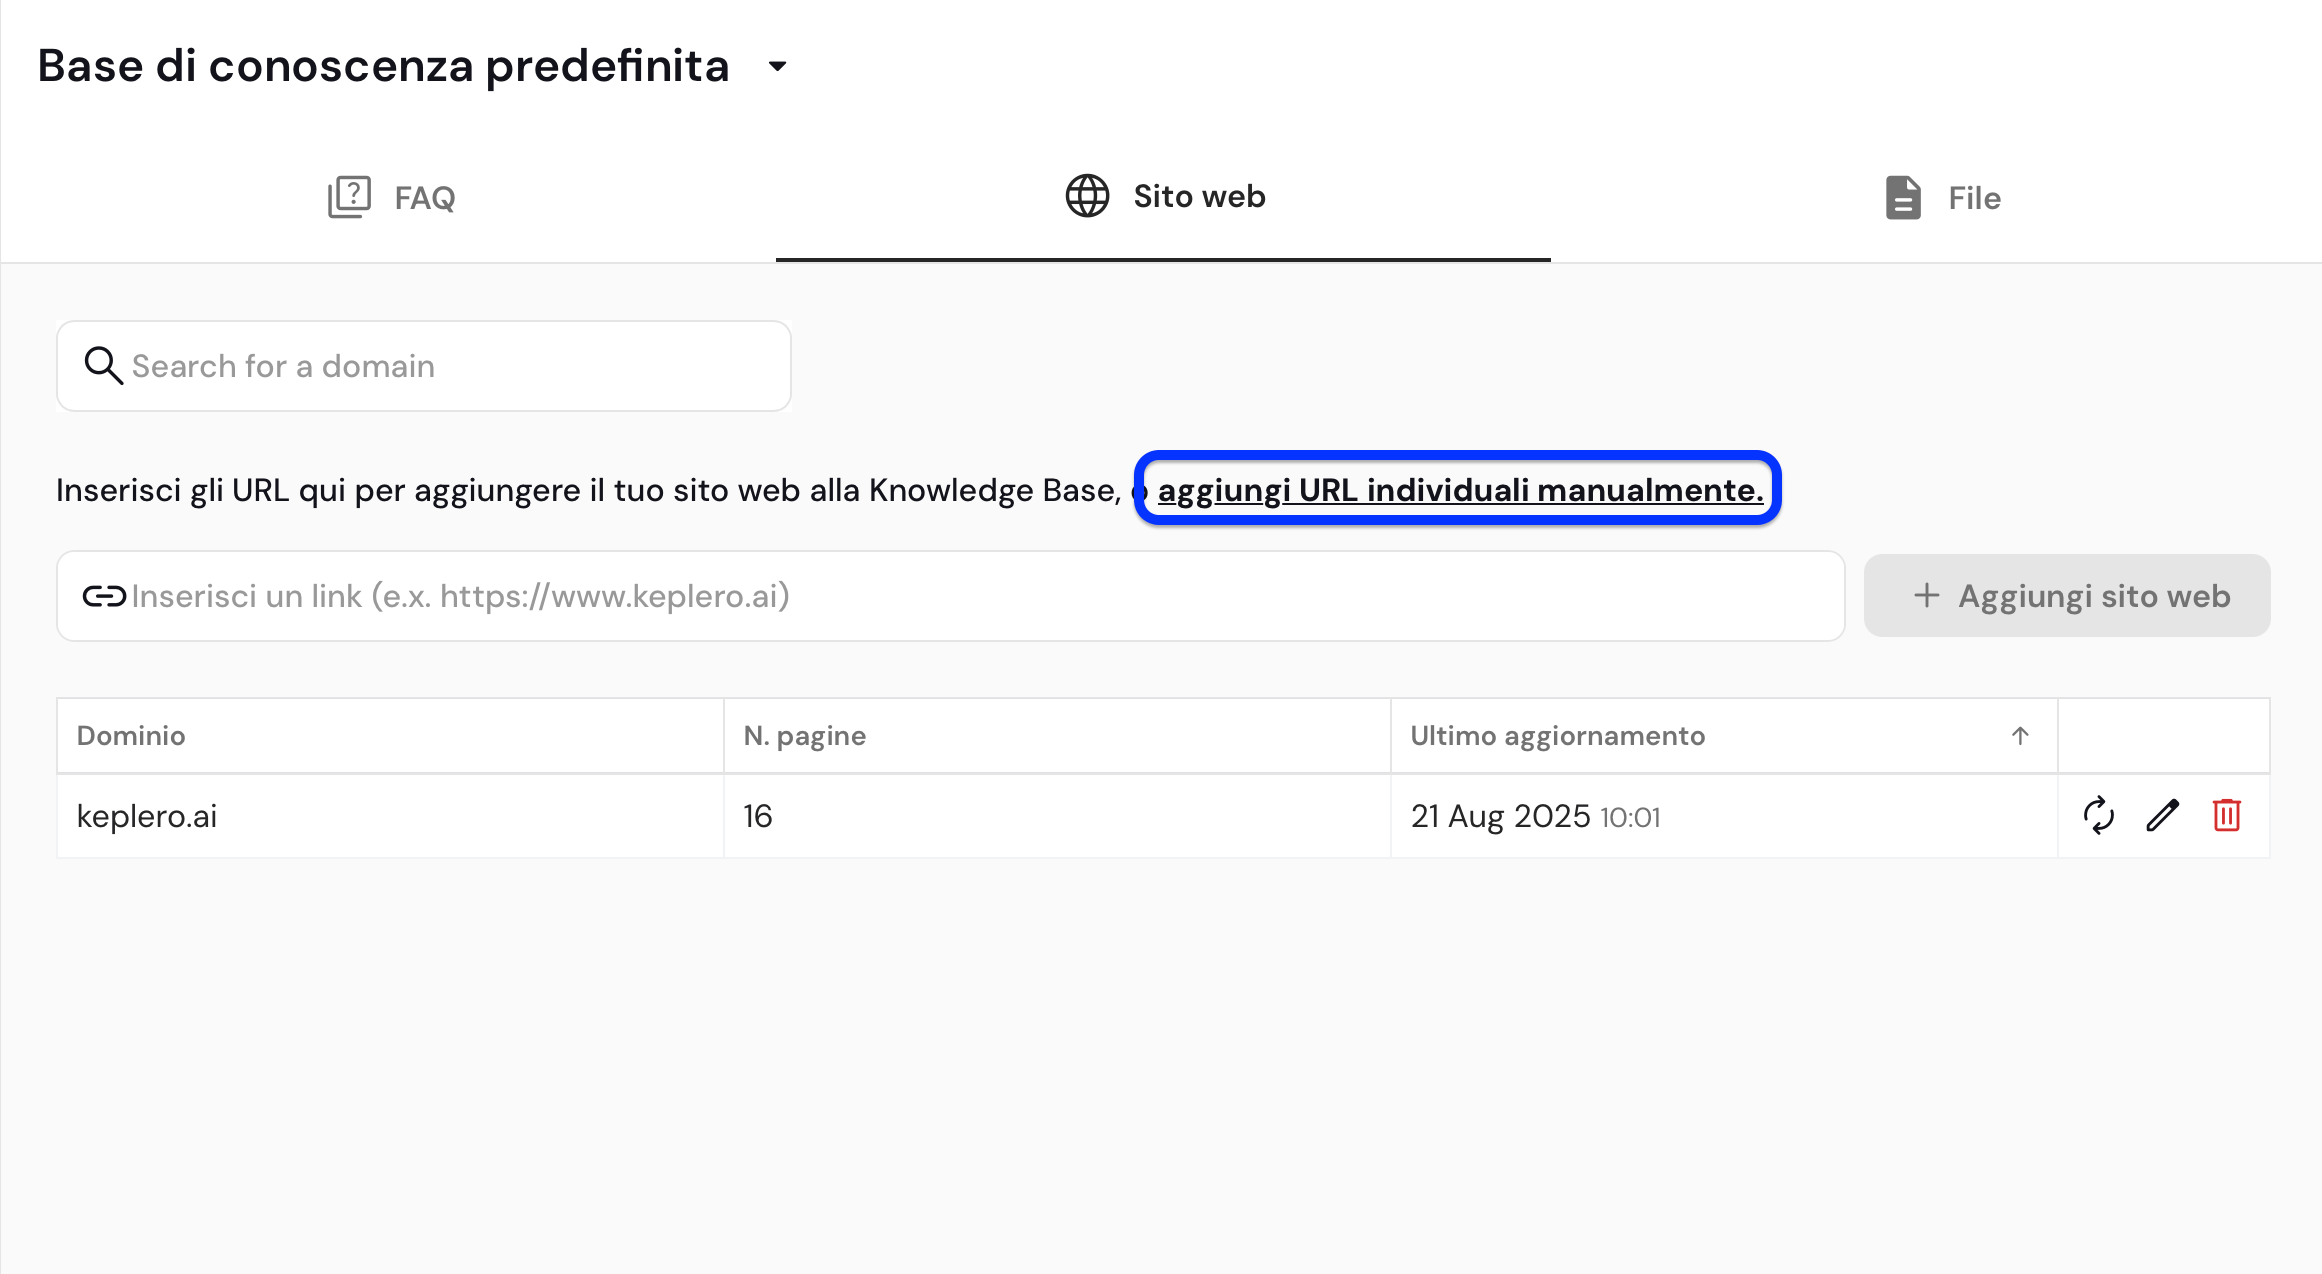 Base di conoscenza predefinita
FAQ
Sito web
File
Search for a domain
Inserisci gli URL qui per aggiungere il tuo sito web alla Knowledge Base, o aggiungi URL individuali manualmente.
Inserisci un link (e.x. https://www.keplero.ai)
+ Aggiungi sito web
Dominio N. pagine Ultimo aggiornamento ↑
keplero.ai 16 21 Aug 2025 10:01